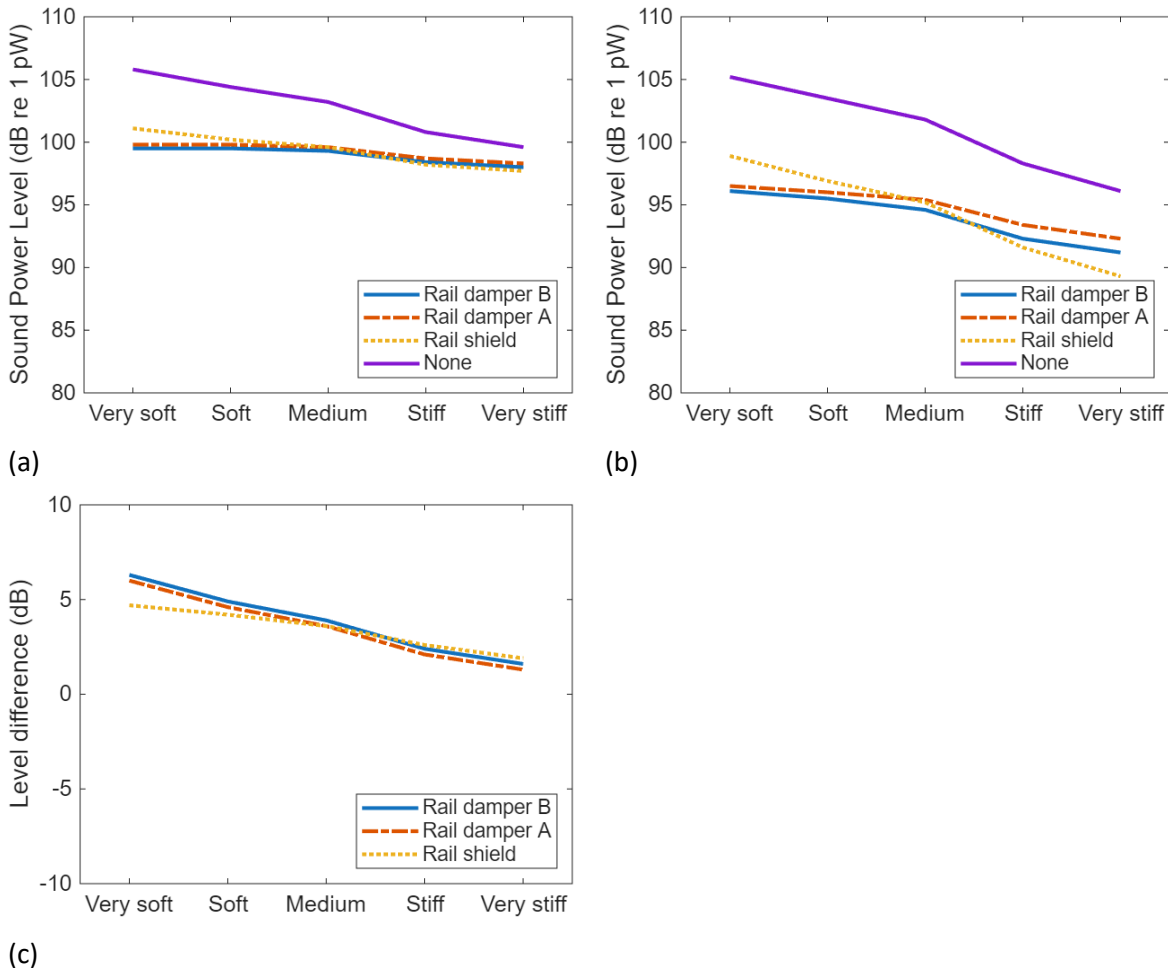 110
105
100
95
90
85
80
Sound Power Level (dB re 1 pW)
Rail damper B
Rail damper A
Rail shield
None
Very soft Soft Medium Stiff Very stiff
(a)
110
105
100
95
90
85
80
Sound Power Level (dB re 1 pW)
Rail damper B
Rail damper A
Rail shield
None
Very soft Soft Medium Stiff Very stiff
(b)
10
5
0
-5
-10
Level difference (dB)
Rail damper B
Rail damper A
Rail shield
Very soft Soft Medium Stiff Very stiff
(c)